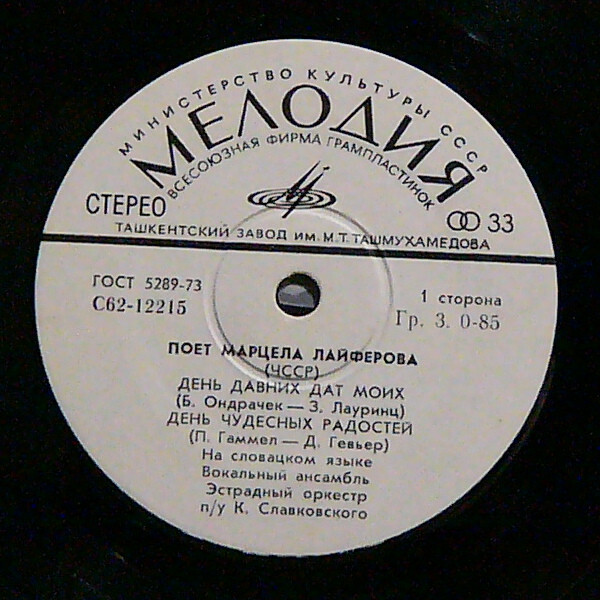 МИНИСТЕРСТВО КУЛЬТУРЫ СССР
МЕЛОДИЯ
ВСЕСОЮЗНАЯ ФИРМА ГРАМПЛАСТИНОК
СТЕРЕО
33
ТАШКЕНТСКИЙ ЗАВОД ИМ. М.Т. ТАШМУХАМЕДОВА
ГОСТ 5289-73
С62-12215
1 сторона
Гр. 3. 0-85
ПОЕТ МАРЦЕЛА ЛАЙФЕРОВА
(ЧССР)
ДЕНЬ ДАВНИХ ДАТ МОИХ
(Б. Ондрачек — З. Лауринц)
ДЕНЬ ЧУДЕСНЫХ РАДОСТЕЙ
(П. Гаммел — Д. Гевьер)
На словацком языке
Вокальный ансамбль
Эстрадный оркестр
п/у К. Славковского